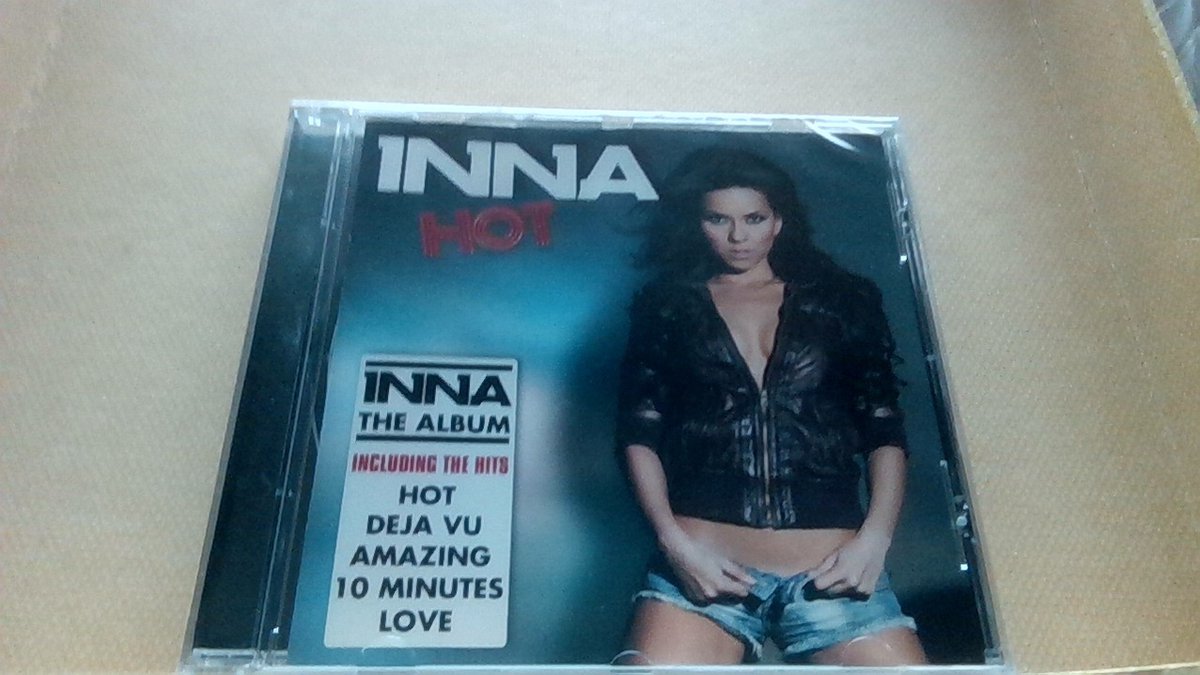 INNA
HOT
INNA
THE ALBUM
INCLUDING THE HITS
HOT
DEJA VU
AMAZING
10 MINUTES
LOVE